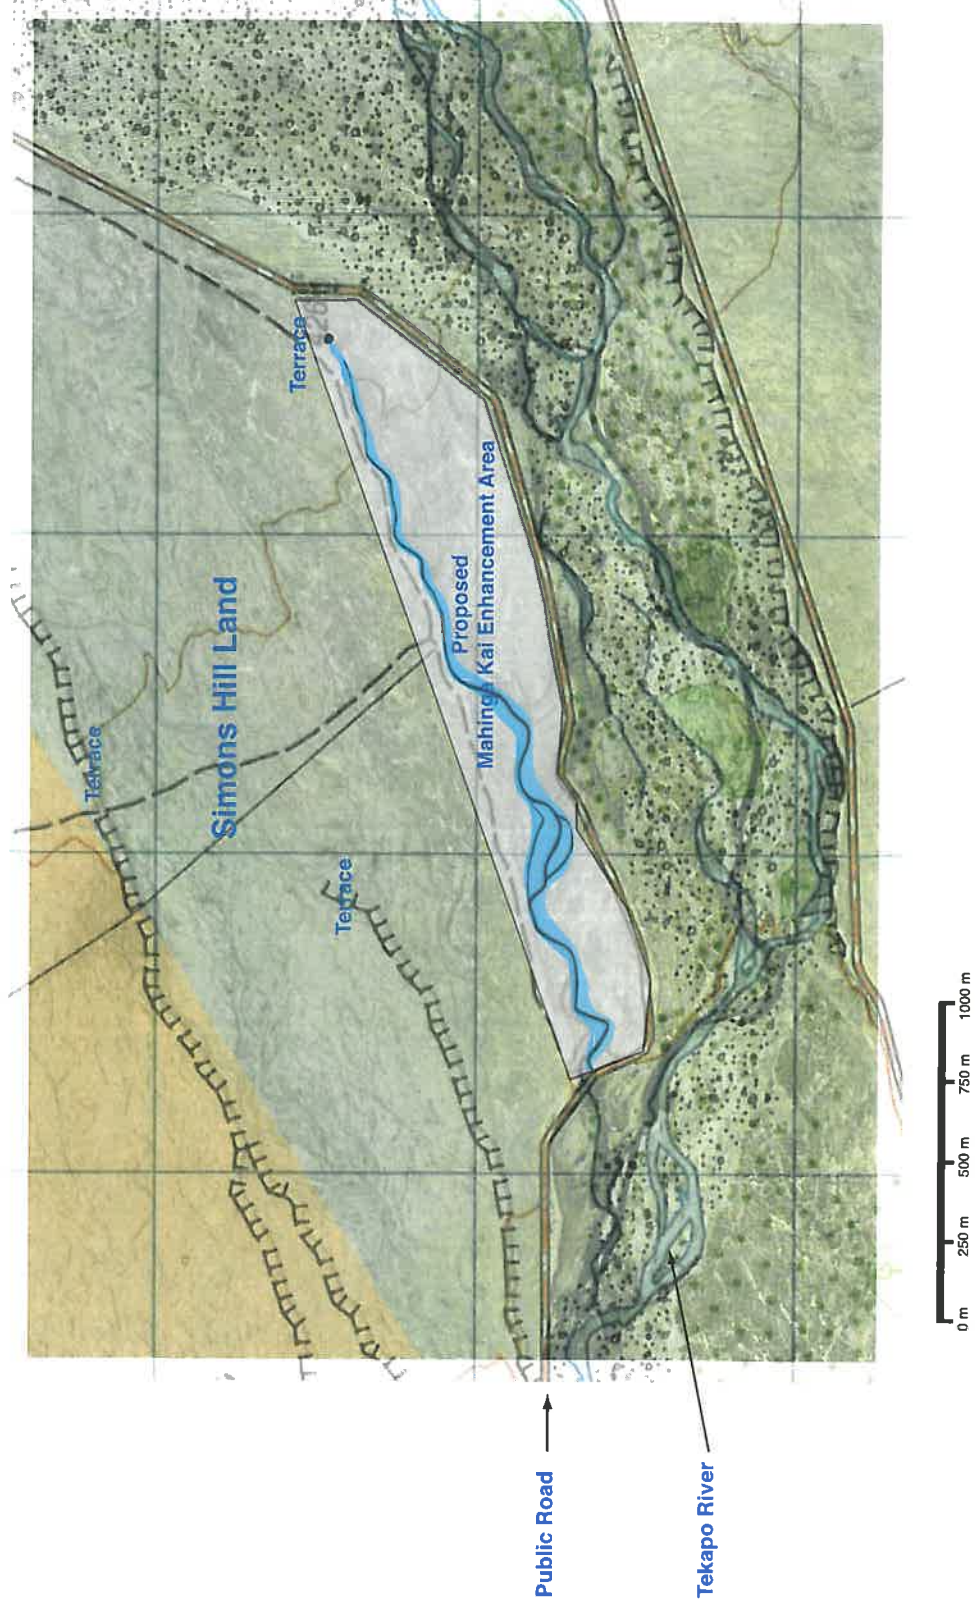 Terrace
Simons Hill Land
Terrace
Terrace
Proposed
Mahinga Kai Enhancement Area
Public Road
Tekapo River
0 m
250 m
500 m
750 m
1000 m